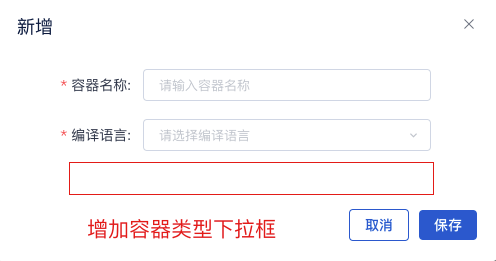 新增
* 容器名称: 请输入容器名称
* 编译语言: 请选择编译语言
增加容器类型下拉框
取消 保存